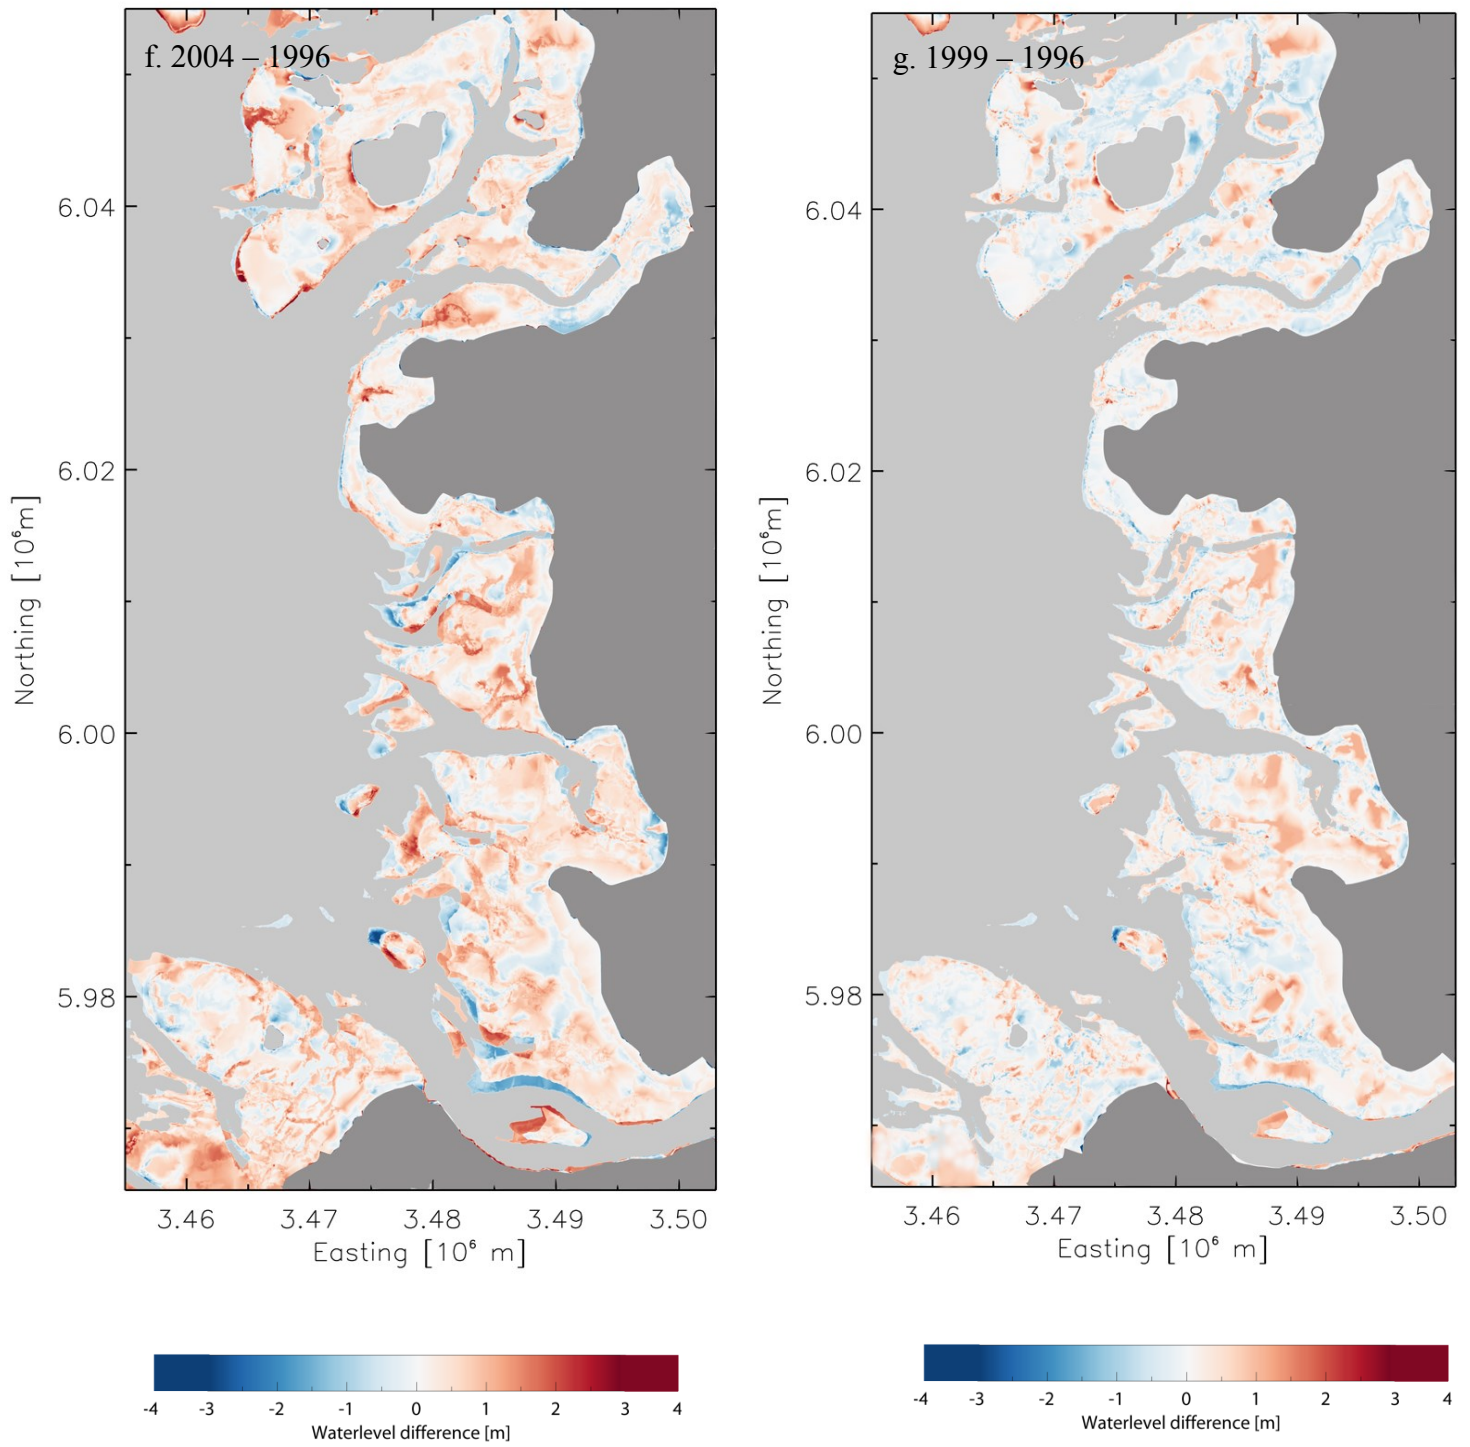 f. 2004 – 1996
6.04
6.02
6.00
5.98
Northing [10⁶m]
3.46 3.47 3.48 3.49 3.50
Easting [10⁶ m]
-4 -3 -2 -1 0 1 2 3 4
Waterlevel difference [m]
g. 1999 – 1996
6.04
6.02
6.00
5.98
Northing [10⁶m]
3.46 3.47 3.48 3.49 3.50
Easting [10⁶ m]
-4 -3 -2 -1 0 1 2 3 4
Waterlevel difference [m]